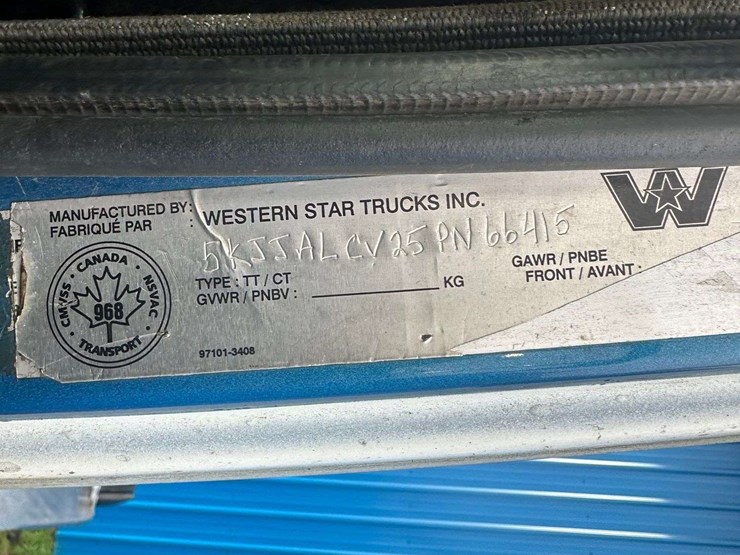 MANUFACTURED BY:
FABRIQUÉ PAR :
WESTERN STAR TRUCKS INC.
5KJJALCV25PN66415
TYPE : TT / CT
GVWR / PNBV : KG
GAWR / PNBE
FRONT / AVANT :
CANADA
CMVSS · NSVAC
968
TRANSPORT
97101-3408
W